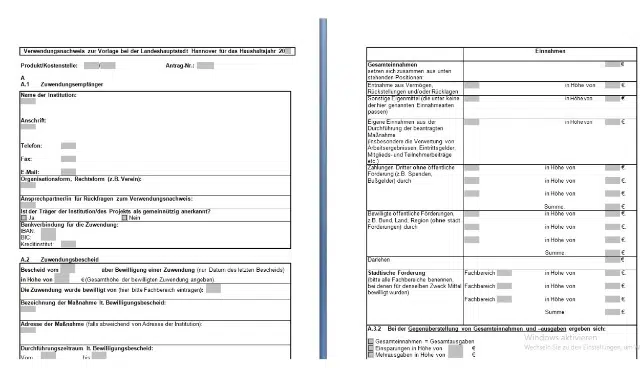 Verwendungsnachweis zur Vorlage bei der Landeshauptstadt Hannover für das Haushaltsjahr 20
Produkt/Kostenstelle: / Antrag-Nr.:
A
A.1 Zuwendungsempfänger
Name der Institution:
Anschrift:
Telefon:
Fax:
E-Mail:
Organisationsform, Rechtsform (z.B. Verein):
Ansprechpartner/in für Rückfragen zum Verwendungsnachweis:
Ist der Träger der Institution/des Projekts als gemeinnützig anerkannt?
Ja Nein
Bankverbindung für die Zuwendung:
IBAN:
BIC:
Kreditinstitut:
A.2 Zuwendungsbescheid
Bescheid vom über Bewilligung einer Zuwendung (nur Datum des letzten Bescheids)
in Höhe von € (Gesamthöhe der bewilligten Zuwendung angeben)
Die Zuwendung wurde bewilligt von (hier bitte Fachbereich eintragen):
Bezeichnung der Maßnahme lt. Bewilligungsbescheid:
Adresse der Maßnahme (falls abweichend von Adresse der Institution):
Durchführungszeitraum lt. Bewilligungsbescheid:
Vom bis
Einnahmen
Gesamteinnahmen €
setzen sich zusammen aus unten
stehenden Positionen:
Entnahme aus Vermögen, in Höhe von €
Rückstellungen und/oder Rücklagen
Sonstige Eigenmittel (die unter keine in Höhe von €
der hier genannten Einnahmearten
passen)
Eigene Einnahmen aus der in Höhe von €
Durchführung der beantragten
Maßnahme
(insbesondere die Verwertung von
Arbeitsergebnissen, Eintrittsgelder,
Mitglieds- und Teilnehmerbeiträge
etc.)
Zahlungen Dritter ohne öffentliche in Höhe von €
Förderung (z.B. Spenden,
Bußgelder) durch in Höhe von €
in Höhe von €
Summe: €
Bewilligte öffentliche Förderungen, in Höhe von €
z.B. Bund, Land, Region (ohne städt.
Förderungen) durch in Höhe von €
in Höhe von €
Summe €
Darlehen €
Städtische Förderung Fachbereich in Höhe von €
(bitte alle Fachbereiche benennen,
bei denen für denselben Zweck Mittel Fachbereich in Höhe von €
bewilligt wurden)
Fachbereich in Höhe von €
Summe €
A.3.2 Bei der Gegenüberstellung von Gesamteinnahmen und -ausgaben ergeben sich:
Gesamteinnahmen = Gesamtausgaben
Einsparungen in Höhe von €
Mehrausgaben in Höhe von €
Windows aktivieren
Wechseln Sie zu den Einstellungen, um